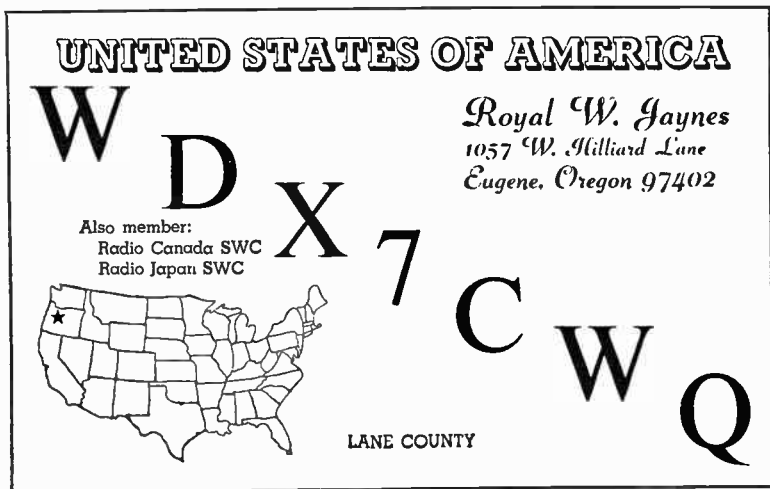 UNITED STATES OF AMERICA
Royal W. Jaynes
1057 W. Hilliard Lane
Eugene, Oregon 97402
W
D
X
7
C
W
Q
Also member:
Radio Canada SWC
Radio Japan SWC
LANE COUNTY